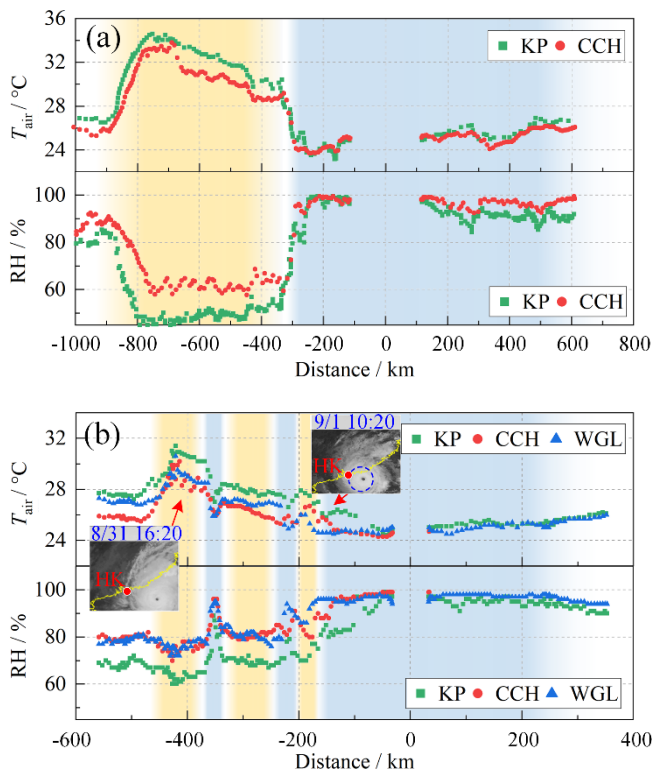 (a)
KP CCH
36
32
28
24
T_air / °C
100
80
60
RH / %
KP CCH
-1000 -800 -600 -400 -200 0 200 400 600 800
Distance / km
(b)
9/1 10:20
KP CCH WGL
HK
36
32
28
24
T_air / °C
8/31 16:20
HK
100
80
60
RH / %
KP CCH WGL
-600 -400 -200 0 200 400
Distance / km